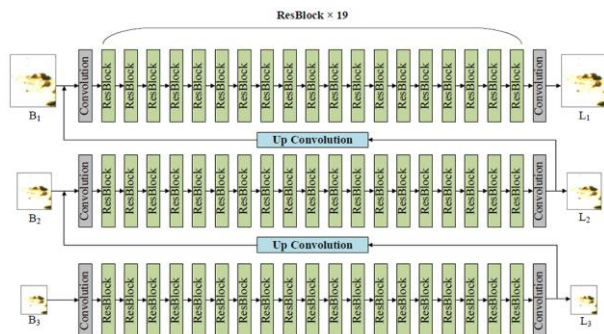 ResBlock × 19
B₁ Convolution ResBlock ResBlock ResBlock ResBlock ResBlock ResBlock ResBlock ResBlock ResBlock ResBlock ResBlock ResBlock ResBlock ResBlock ResBlock ResBlock ResBlock ResBlock ResBlock Convolution L₁
Up Convolution
B₂ Convolution ResBlock ResBlock ResBlock ResBlock ResBlock ResBlock ResBlock ResBlock ResBlock ResBlock ResBlock ResBlock ResBlock ResBlock ResBlock ResBlock ResBlock ResBlock ResBlock Convolution L₂
Up Convolution
B₃ Convolution ResBlock ResBlock ResBlock ResBlock ResBlock ResBlock ResBlock ResBlock ResBlock ResBlock ResBlock ResBlock ResBlock ResBlock ResBlock ResBlock ResBlock ResBlock ResBlock Convolution L₃